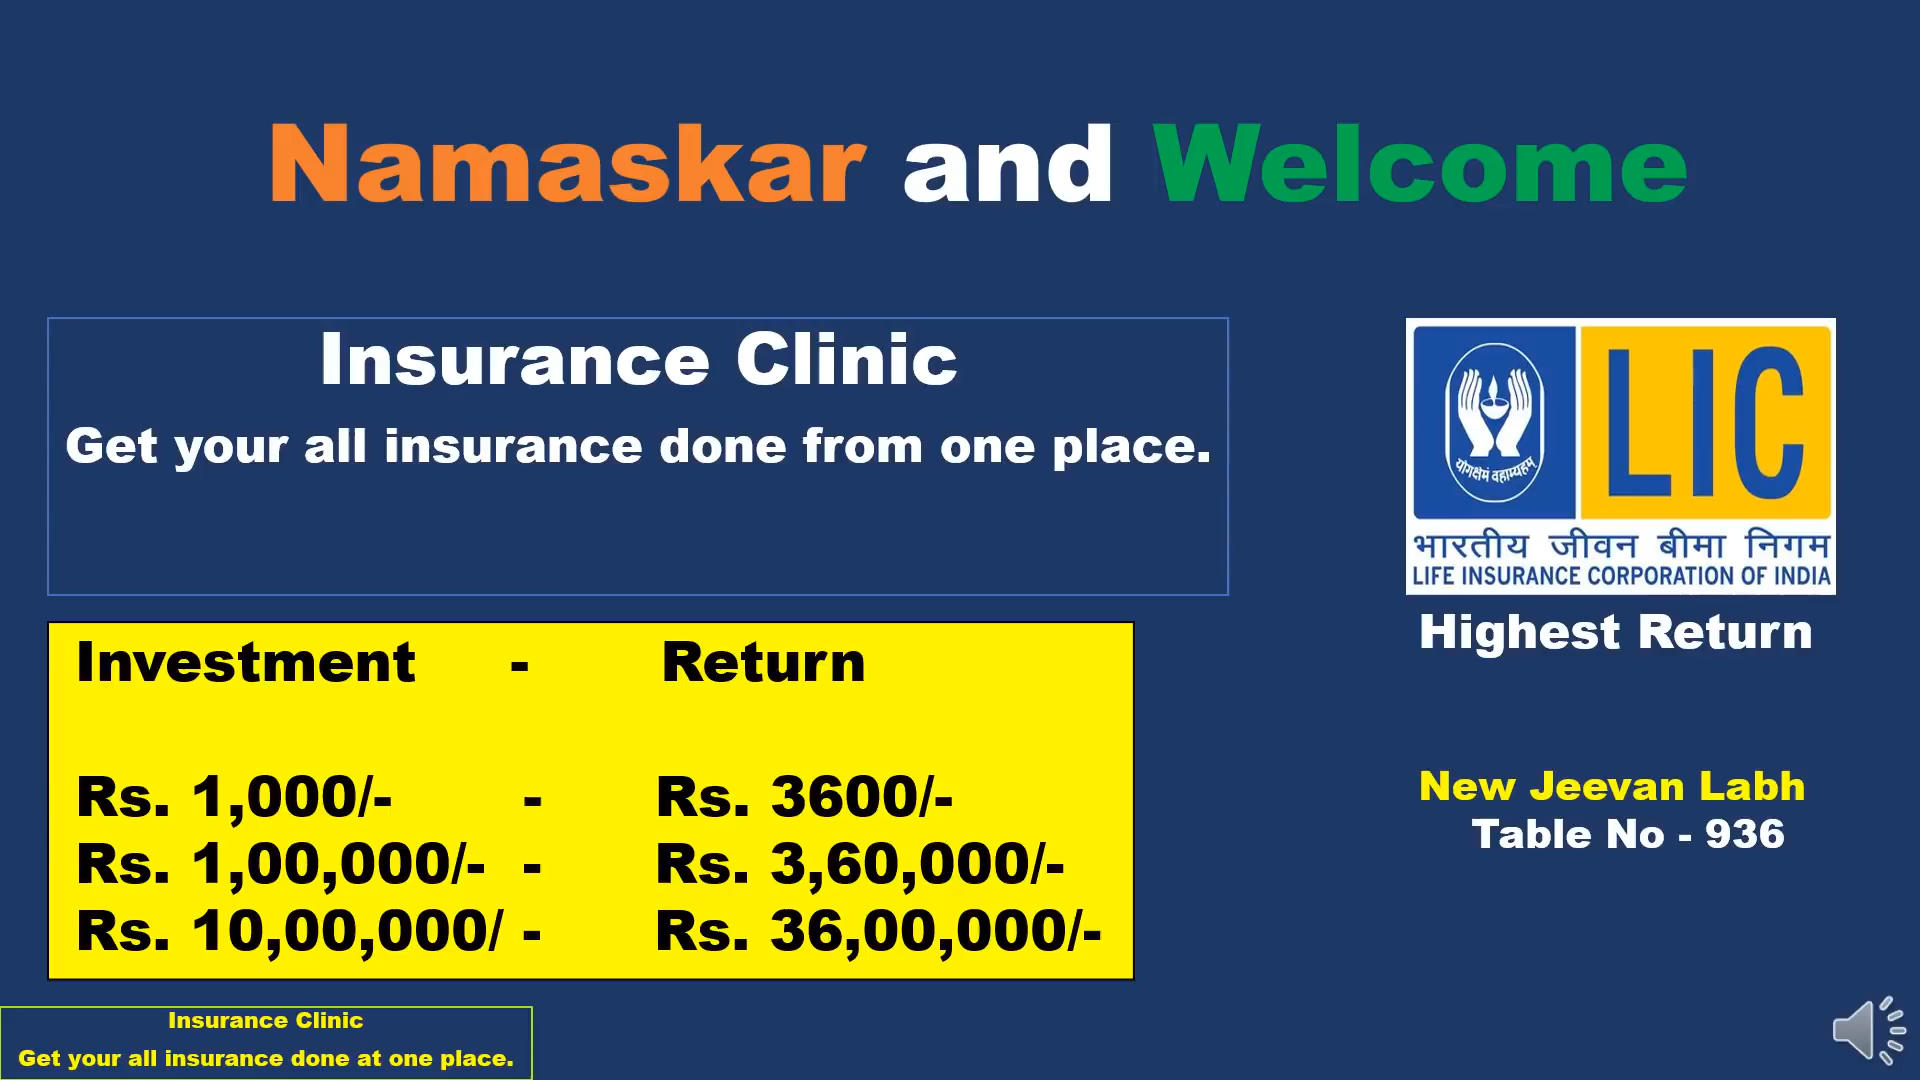 Namaskar and Welcome
Insurance Clinic
Get your all insurance done from one place.
योगक्षेमं वहाम्यहम्
LIC
भारतीय जीवन बीमा निगम
LIFE INSURANCE CORPORATION OF INDIA
Highest Return
Investment - Return
Rs. 1,000/- - Rs. 3600/-
Rs. 1,00,000/- - Rs. 3,60,000/-
Rs. 10,00,000/ - Rs. 36,00,000/-
New Jeevan Labh
Table No - 936
Insurance Clinic
Get your all insurance done at one place.